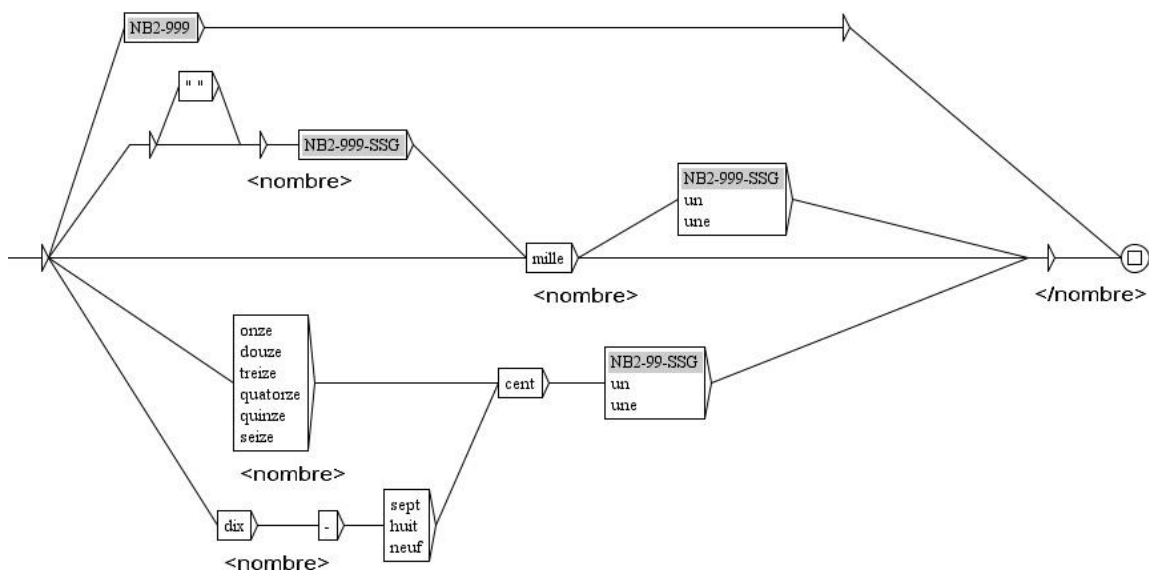 NB2-999
" "
NB2-999-SSG
<nombre>
NB2-999-SSG
un
une
mille
<nombre>
</nombre>
onze
douze
treize
quatorze
quinze
seize
<nombre>
cent
NB2-99-SSG
un
une
dix
-
sept
huit
neuf
<nombre>